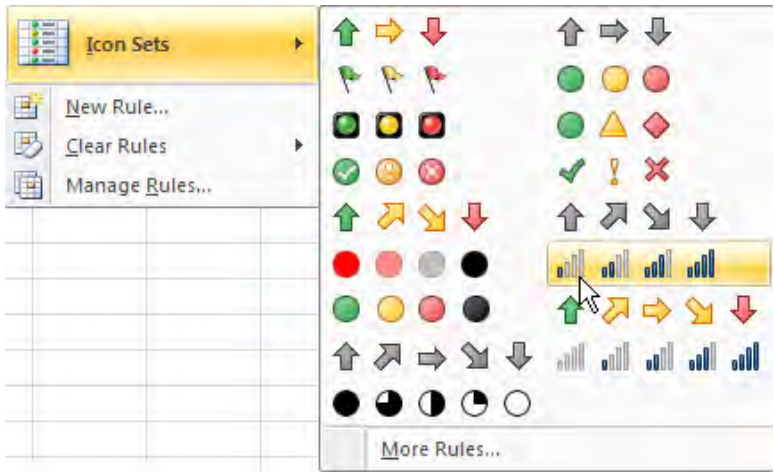 Icon Sets
New Rule...
Clear Rules
Manage Rules...
More Rules...